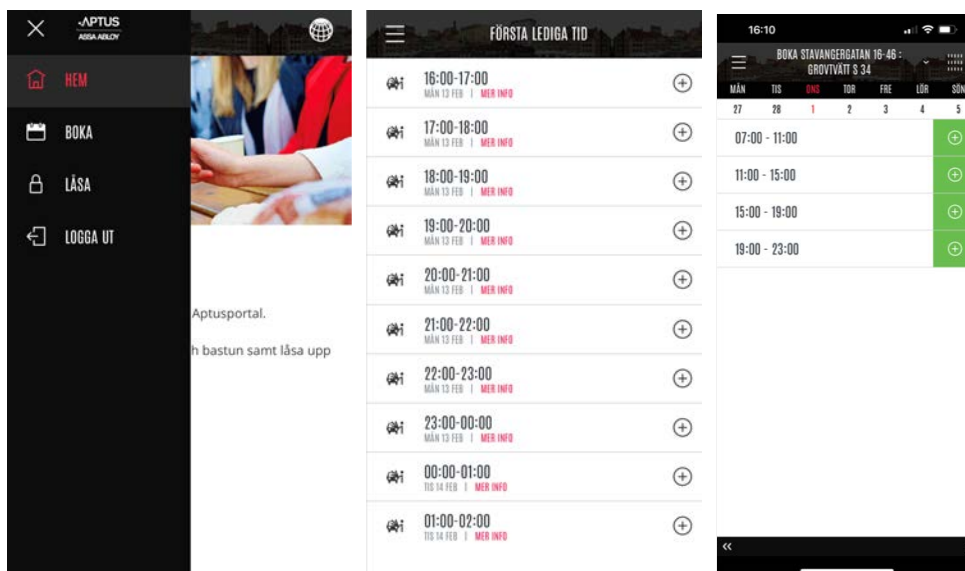 APTUS
ASSA ABLOY
HEM
BOKA
LÅSA
LOGGA UT
Aptusportal.
h bastun samt låsa upp
FÖRSTA LEDIGA TID
16:00-17:00
MÅN 13 FEB | MER INFO
17:00-18:00
MÅN 13 FEB | MER INFO
18:00-19:00
MÅN 13 FEB | MER INFO
19:00-20:00
MÅN 13 FEB | MER INFO
20:00-21:00
MÅN 13 FEB | MER INFO
21:00-22:00
MÅN 13 FEB | MER INFO
22:00-23:00
MÅN 13 FEB | MER INFO
23:00-00:00
MÅN 13 FEB | MER INFO
00:00-01:00
TIS 14 FEB | MER INFO
01:00-02:00
TIS 14 FEB | MER INFO
16:10
BOKA STAVANGERGATAN 16-46 :
GROVTVÄTT S 34
MÅN TIS ONS TOR FRE LÖR SÖN
27 28 1 2 3 4 5
07:00 - 11:00
11:00 - 15:00
15:00 - 19:00
19:00 - 23:00